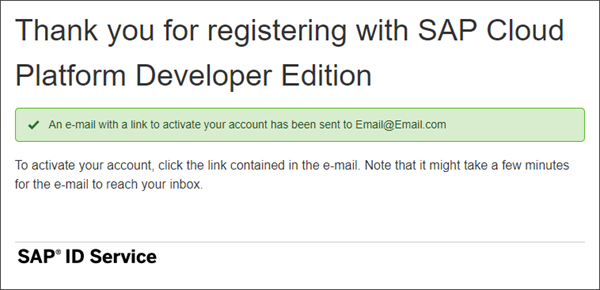 Thank you for registering with SAP Cloud
Platform Developer Edition
An e-mail with a link to activate your account has been sent to Email@Email.com
To activate your account, click the link contained in the e-mail. Note that it might take a few minutes
for the e-mail to reach your inbox.
SAP® ID Service